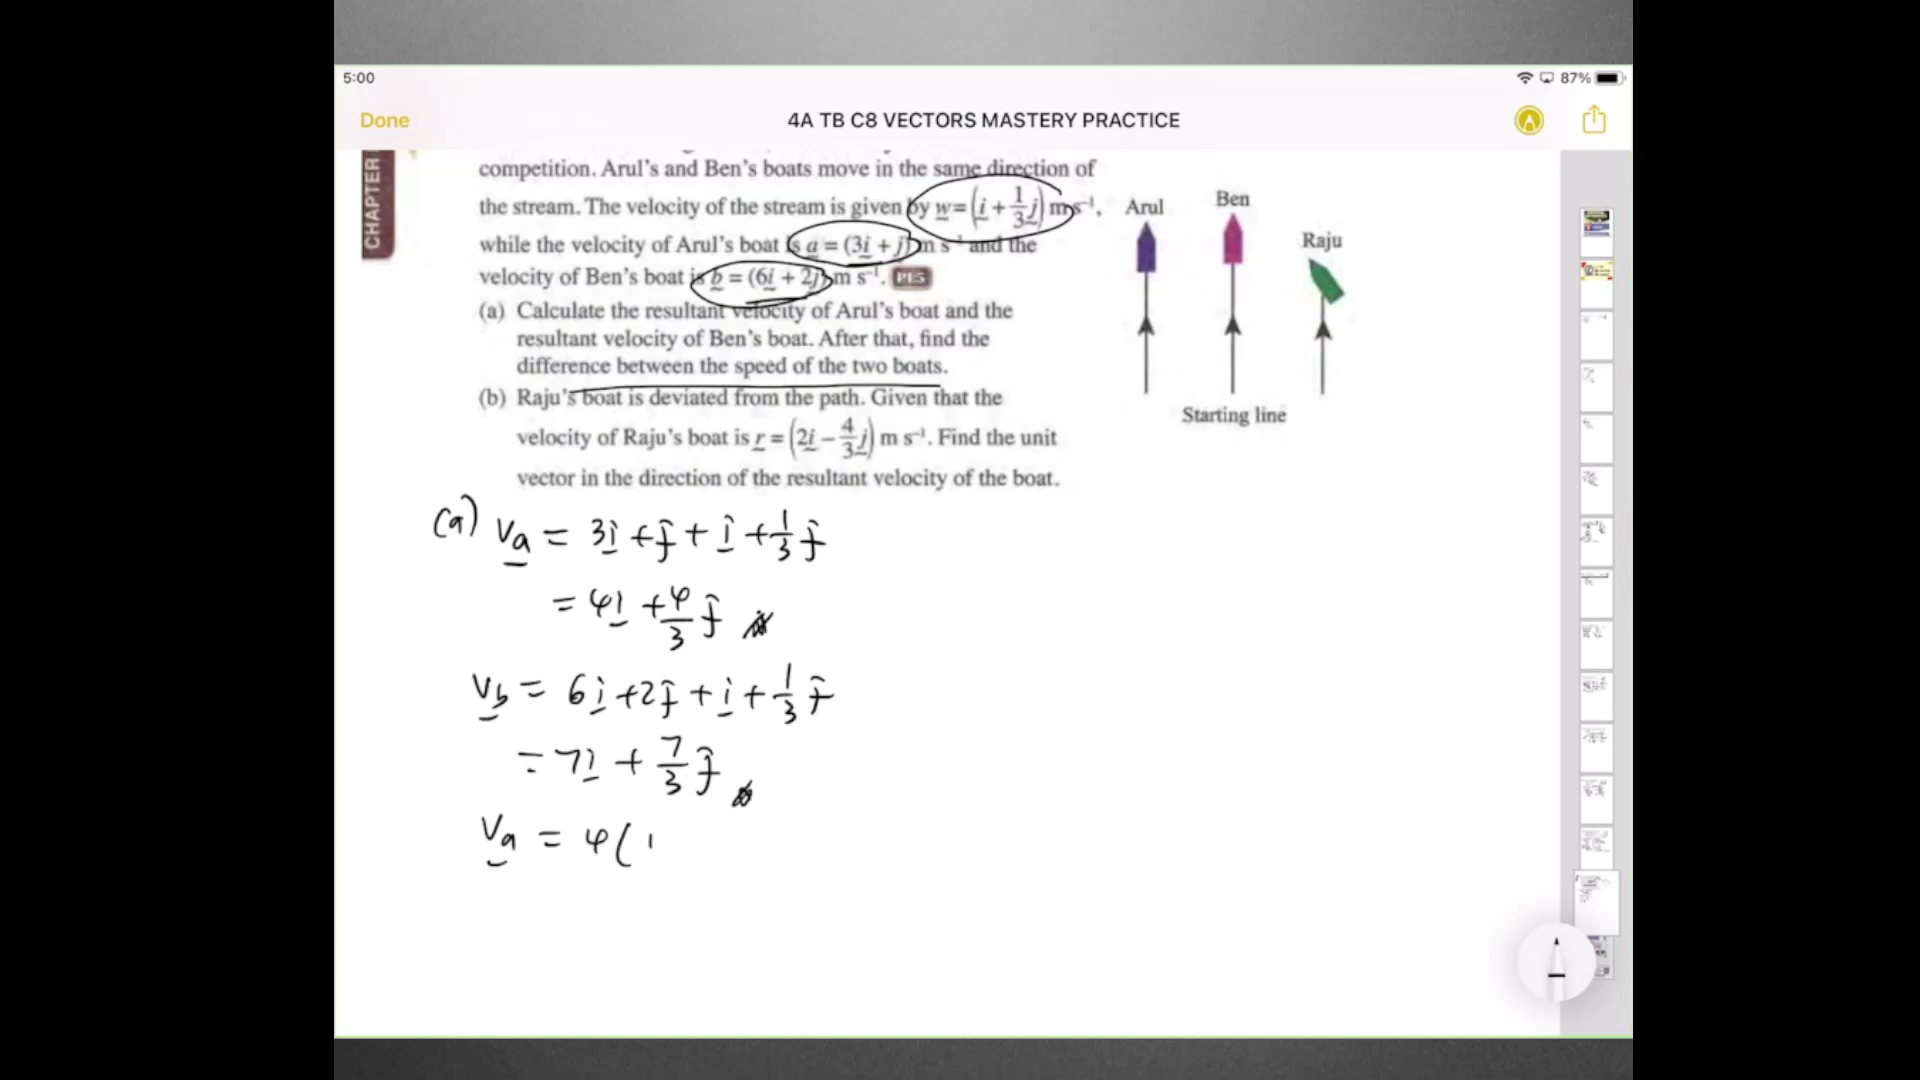 5:00
87%
Done
4A TB C8 VECTORS MASTERY PRACTICE
CHAPTER
competition. Arul's and Ben's boats move in the same direction of
the stream. The velocity of the stream is given by w = (i + 1/3 j) m s⁻¹,
while the velocity of Arul's boat is a = (3i + j) m s⁻¹ and the
velocity of Ben's boat is b = (6i + 2j) m s⁻¹. PL5
(a) Calculate the resultant velocity of Arul's boat and the
resultant velocity of Ben's boat. After that, find the
difference between the speed of the two boats.
(b) Raju's boat is deviated from the path. Given that the
velocity of Raju's boat is r = (2i − 4/3 j) m s⁻¹. Find the unit
vector in the direction of the resultant velocity of the boat.
Arul
Ben
Raju
Starting line
(a) va = 3i + j + i + 1/3 j
= 4i + 4/3 j
vb = 6i + 2j + i + 1/3 j
= 7i + 7/3 j
va = 4(